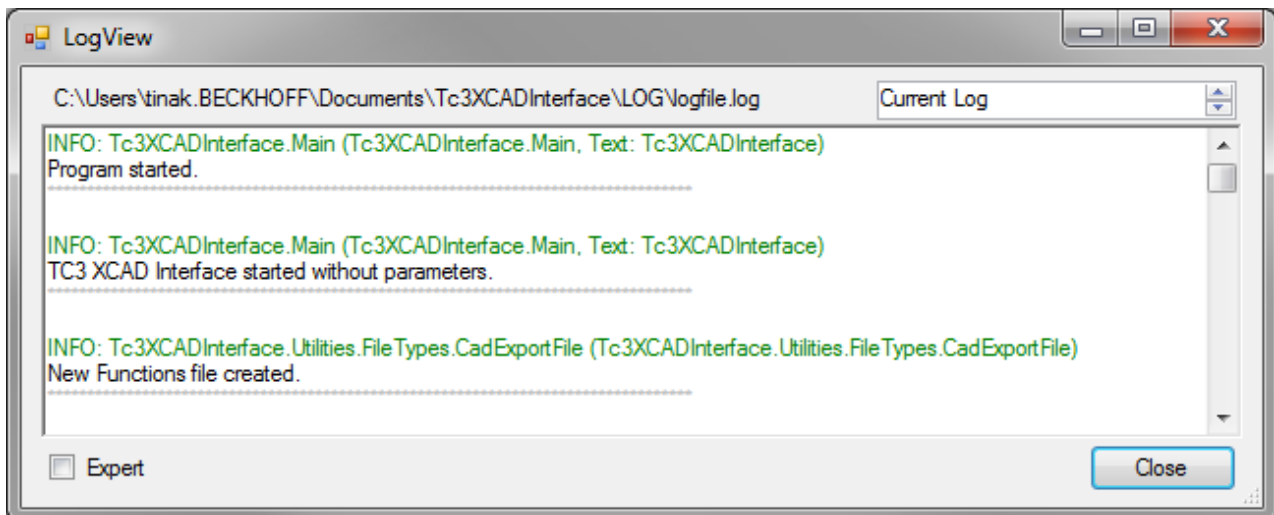 LogView
C:\Users\tinak.BECKHOFF\Documents\Tc3XCADInterface\LOG\logfile.log
Current Log
INFO: Tc3XCADInterface.Main (Tc3XCADInterface.Main, Text: Tc3XCADInterface)
Program started.
INFO: Tc3XCADInterface.Main (Tc3XCADInterface.Main, Text: Tc3XCADInterface)
TC3 XCAD Interface started without parameters.
INFO: Tc3XCADInterface.Utilities.FileTypes.CadExportFile (Tc3XCADInterface.Utilities.FileTypes.CadExportFile)
New Functions file created.
Expert
Close